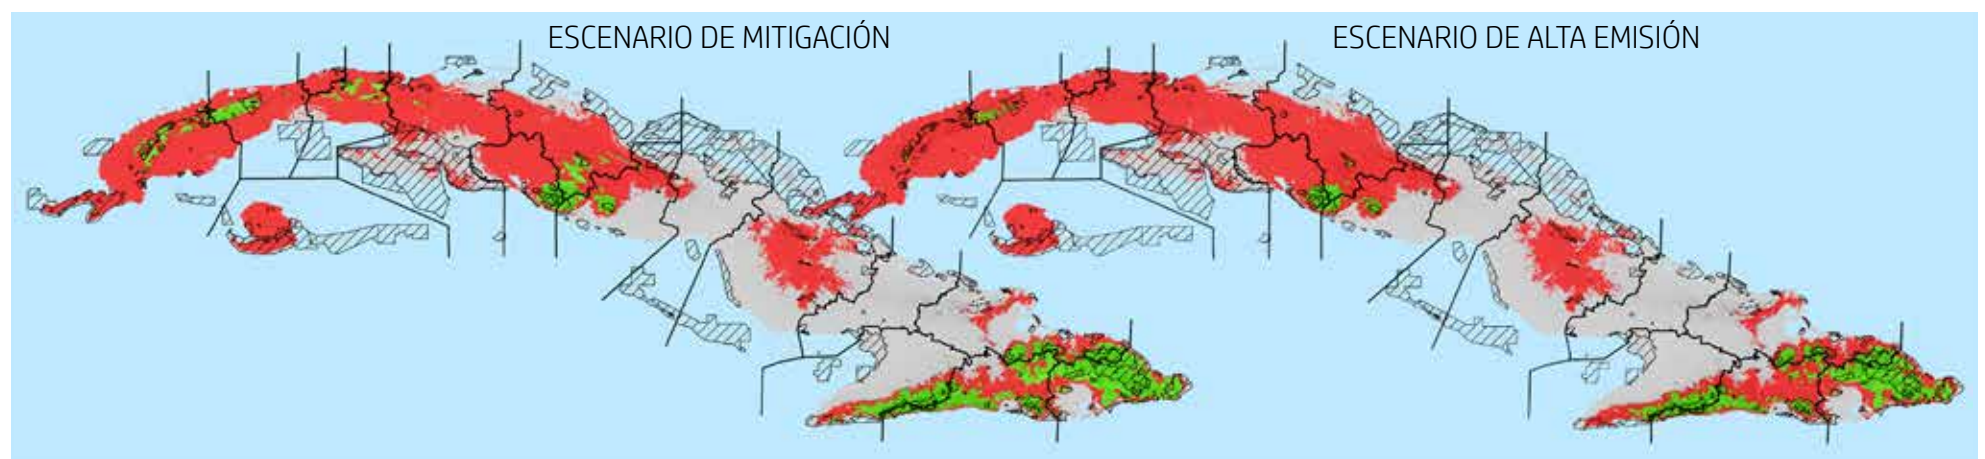 ESCENARIO DE MITIGACIÓN
ESCENARIO DE ALTA EMISIÓN